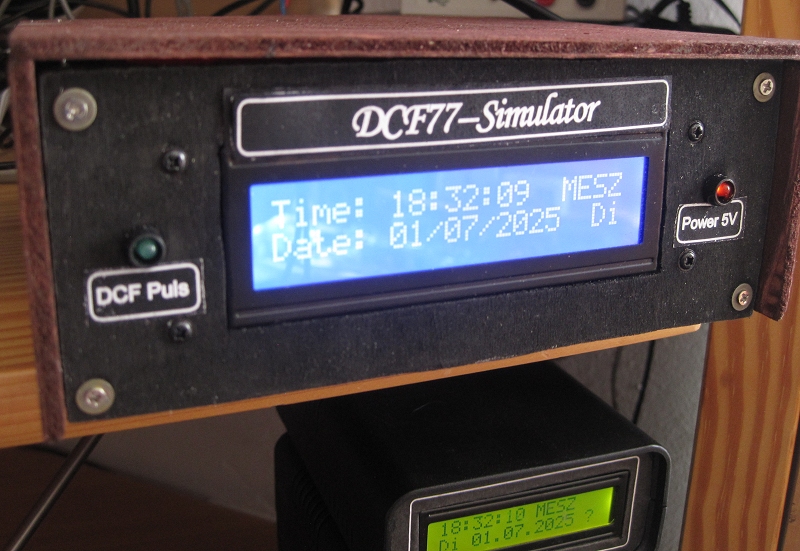 DCF77-Simulator
Time: 18:32:09 MESZ
Date: 01/07/2025 Di
DCF Puls
Power 5V
18:32:10 MESZ
Di 01.07.2025 ?